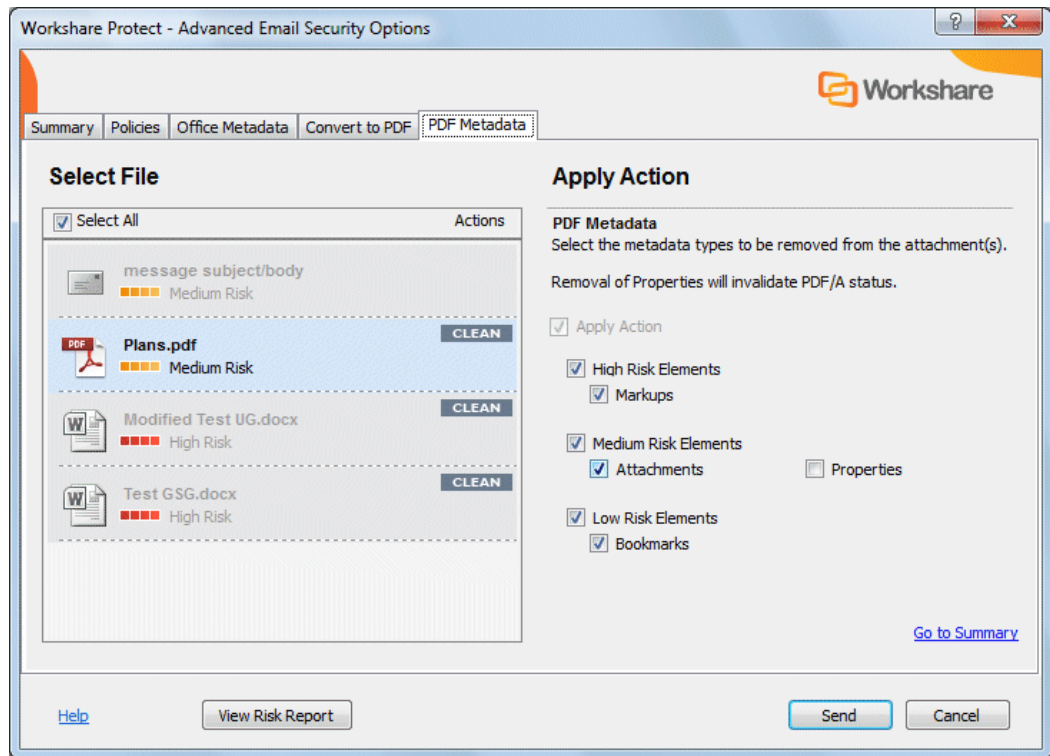 Workshare Protect - Advanced Email Security Options
Workshare
Summary Policies Office Metadata Convert to PDF PDF Metadata
Select File
Select All Actions
message subject/body
Medium Risk
CLEAN
PDF
Plans.pdf
Medium Risk
CLEAN
W
Modified Test UG.docx
High Risk
CLEAN
W
Test GSG.docx
High Risk
Apply Action
PDF Metadata
Select the metadata types to be removed from the attachment(s).
Removal of Properties will invalidate PDF/A status.
Apply Action
High Risk Elements
Markups
Medium Risk Elements
Attachments Properties
Low Risk Elements
Bookmarks
Go to Summary
Help View Risk Report Send Cancel